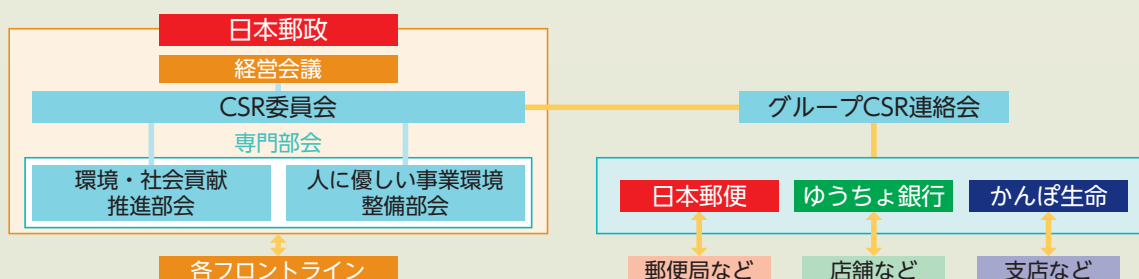 日本郵政
経営会議
CSR委員会
専門部会
環境・社会貢献
推進部会
人に優しい事業環境
整備部会
各フロントライン
グループCSR連絡会
日本郵便
ゆうちょ銀行
かんぽ生命
郵便局など
店舗など
支店など